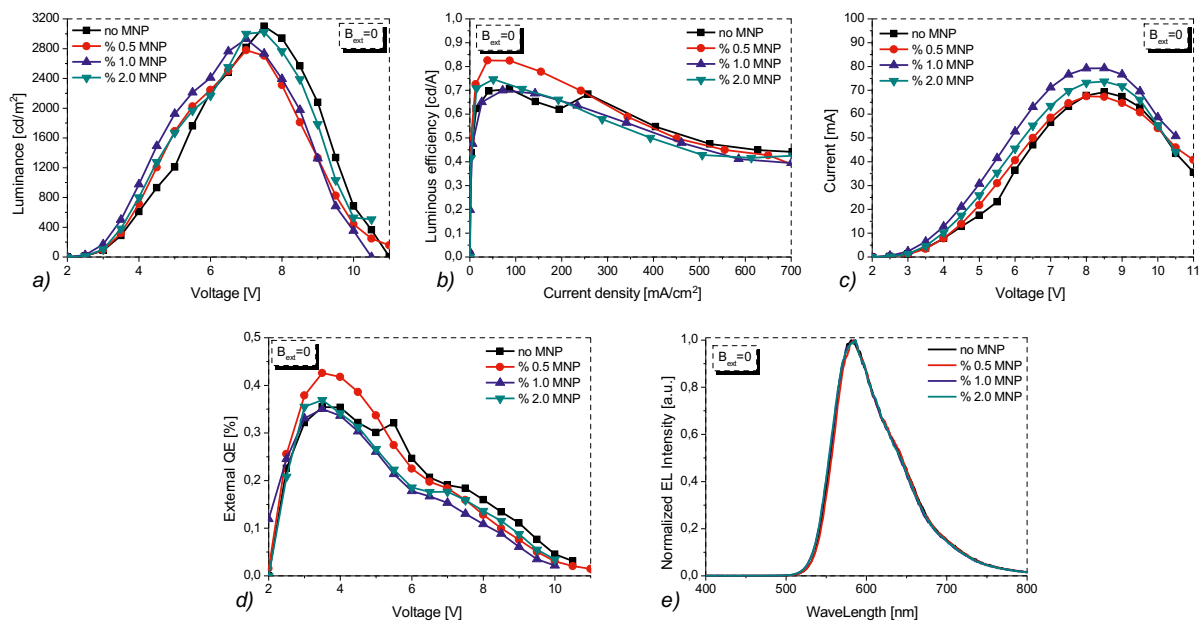 3200
2800
2400
2000
1600
1200
800
400
0
Luminance [cd/m²]
B_ext=0
no MNP
% 0.5 MNP
% 1.0 MNP
% 2.0 MNP
2 4 6 8 10
Voltage [V]
a)
1,0
0,9
0,8
0,7
0,6
0,5
0,4
0,3
0,2
0,1
0,0
Luminous efficiency [cd/A]
B_ext=0
no MNP
% 0.5 MNP
% 1.0 MNP
% 2.0 MNP
0 100 200 300 400 500 600 700
Current density [mA/cm²]
b)
100
90
80
70
60
50
40
30
20
10
0
Current [mA]
no MNP
% 0.5 MNP
% 1.0 MNP
% 2.0 MNP
B_ext=0
2 3 4 5 6 7 8 9 10 11
Voltage [V]
c)
0,5
0,4
0,3
0,2
0,1
0,0
External QE [%]
B_ext=0
no MNP
% 0.5 MNP
% 1.0 MNP
% 2.0 MNP
2 4 6 8 10
Voltage [V]
d)
1,0
0,8
0,6
0,4
0,2
0,0
Normalized EL Intensity [a.u.]
B_ext=0
no MNP
% 0.5 MNP
% 1.0 MNP
% 2.0 MNP
400 500 600 700 800
WaveLength [nm]
e)